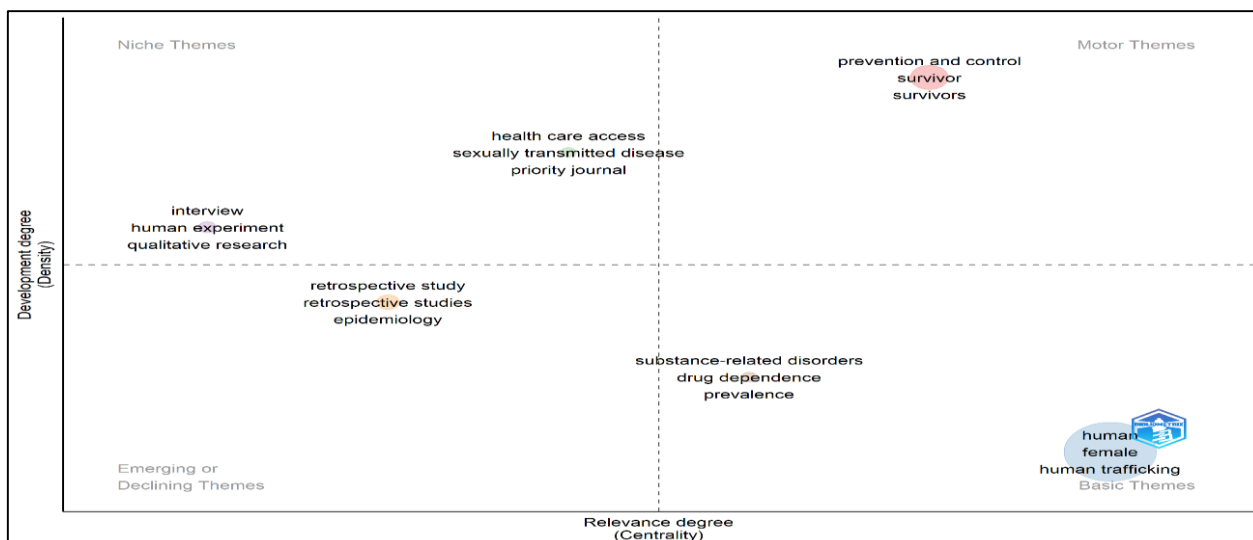 Niche Themes
Motor Themes
prevention and control
survivor
survivors
health care access
sexually transmitted disease
priority journal
interview
human experiment
qualitative research
retrospective study
retrospective studies
epidemiology
substance-related disorders
drug dependence
prevalence
human
female
human trafficking
Emerging or
Declining Themes
Basic Themes
Development degree
(Density)
Relevance degree
(Centrality)